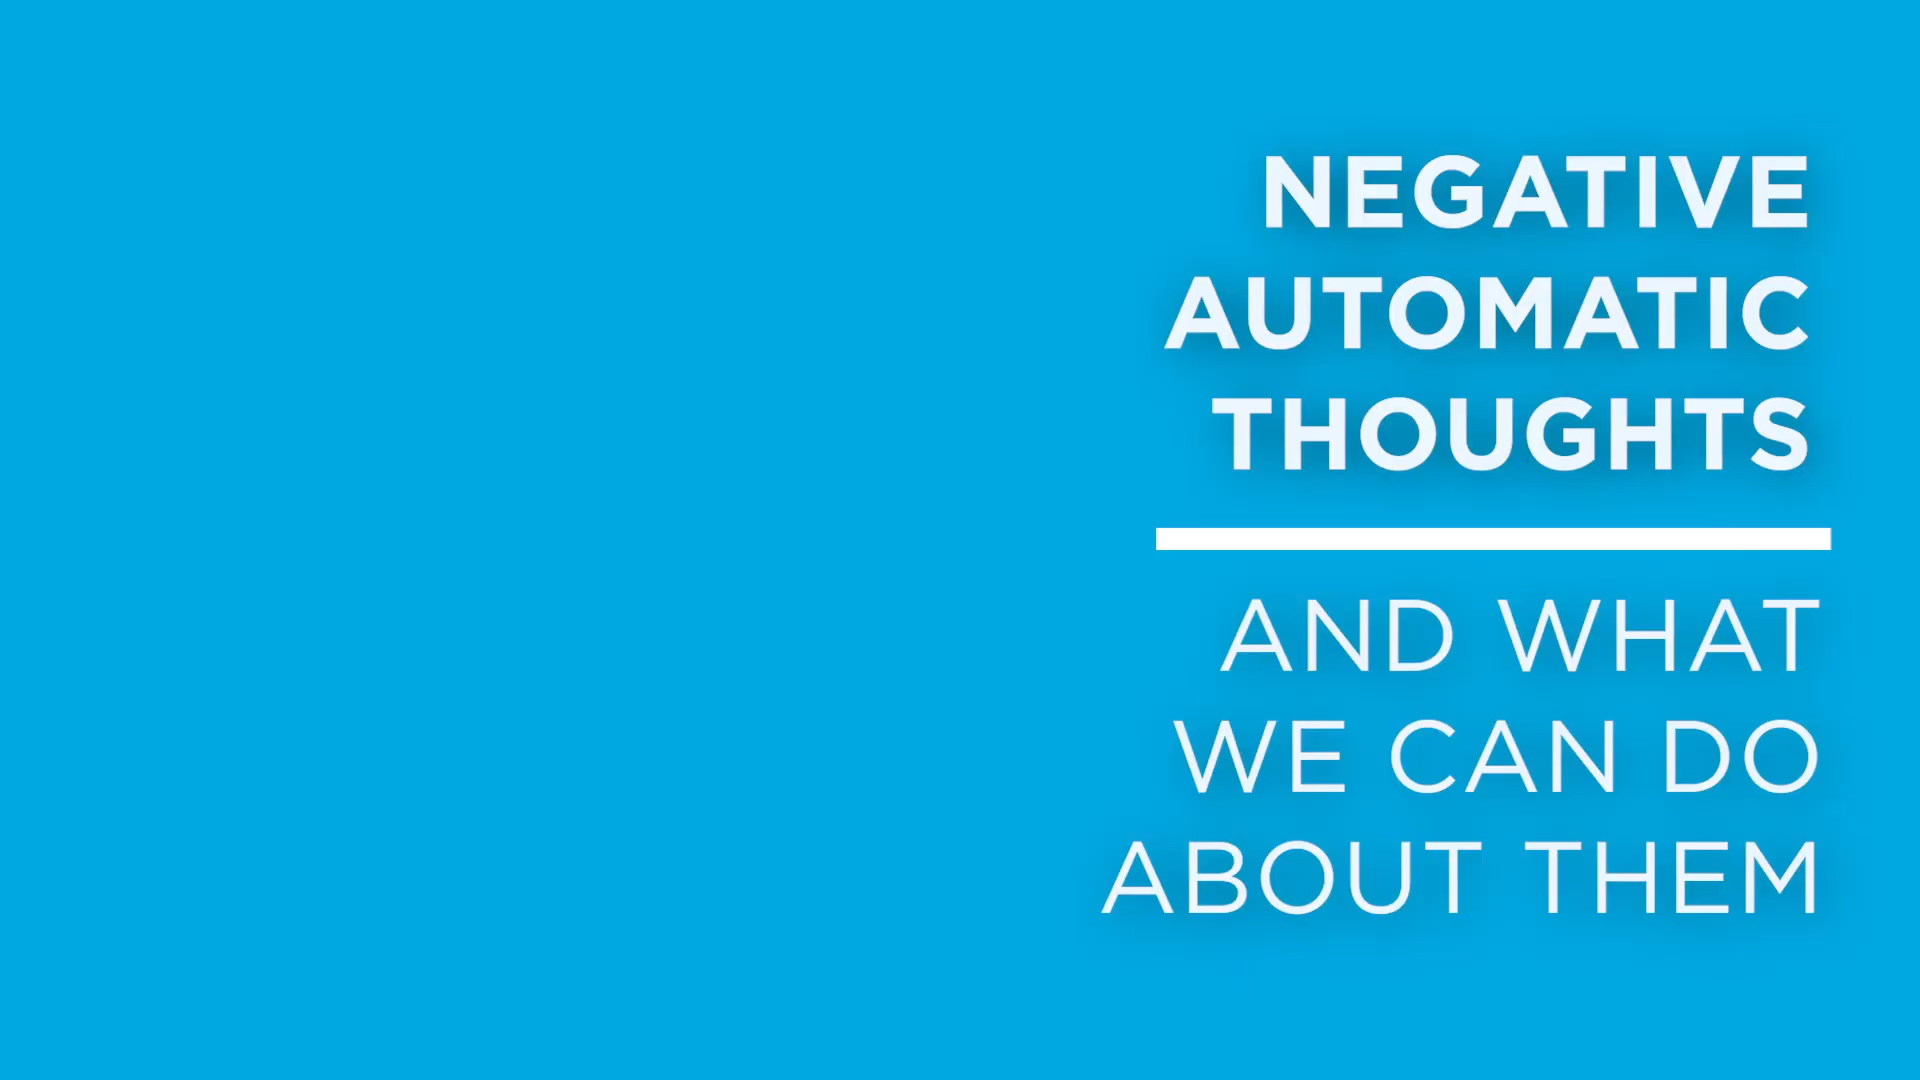 NEGATIVE
AUTOMATIC
THOUGHTS
AND WHAT
WE CAN DO
ABOUT THEM